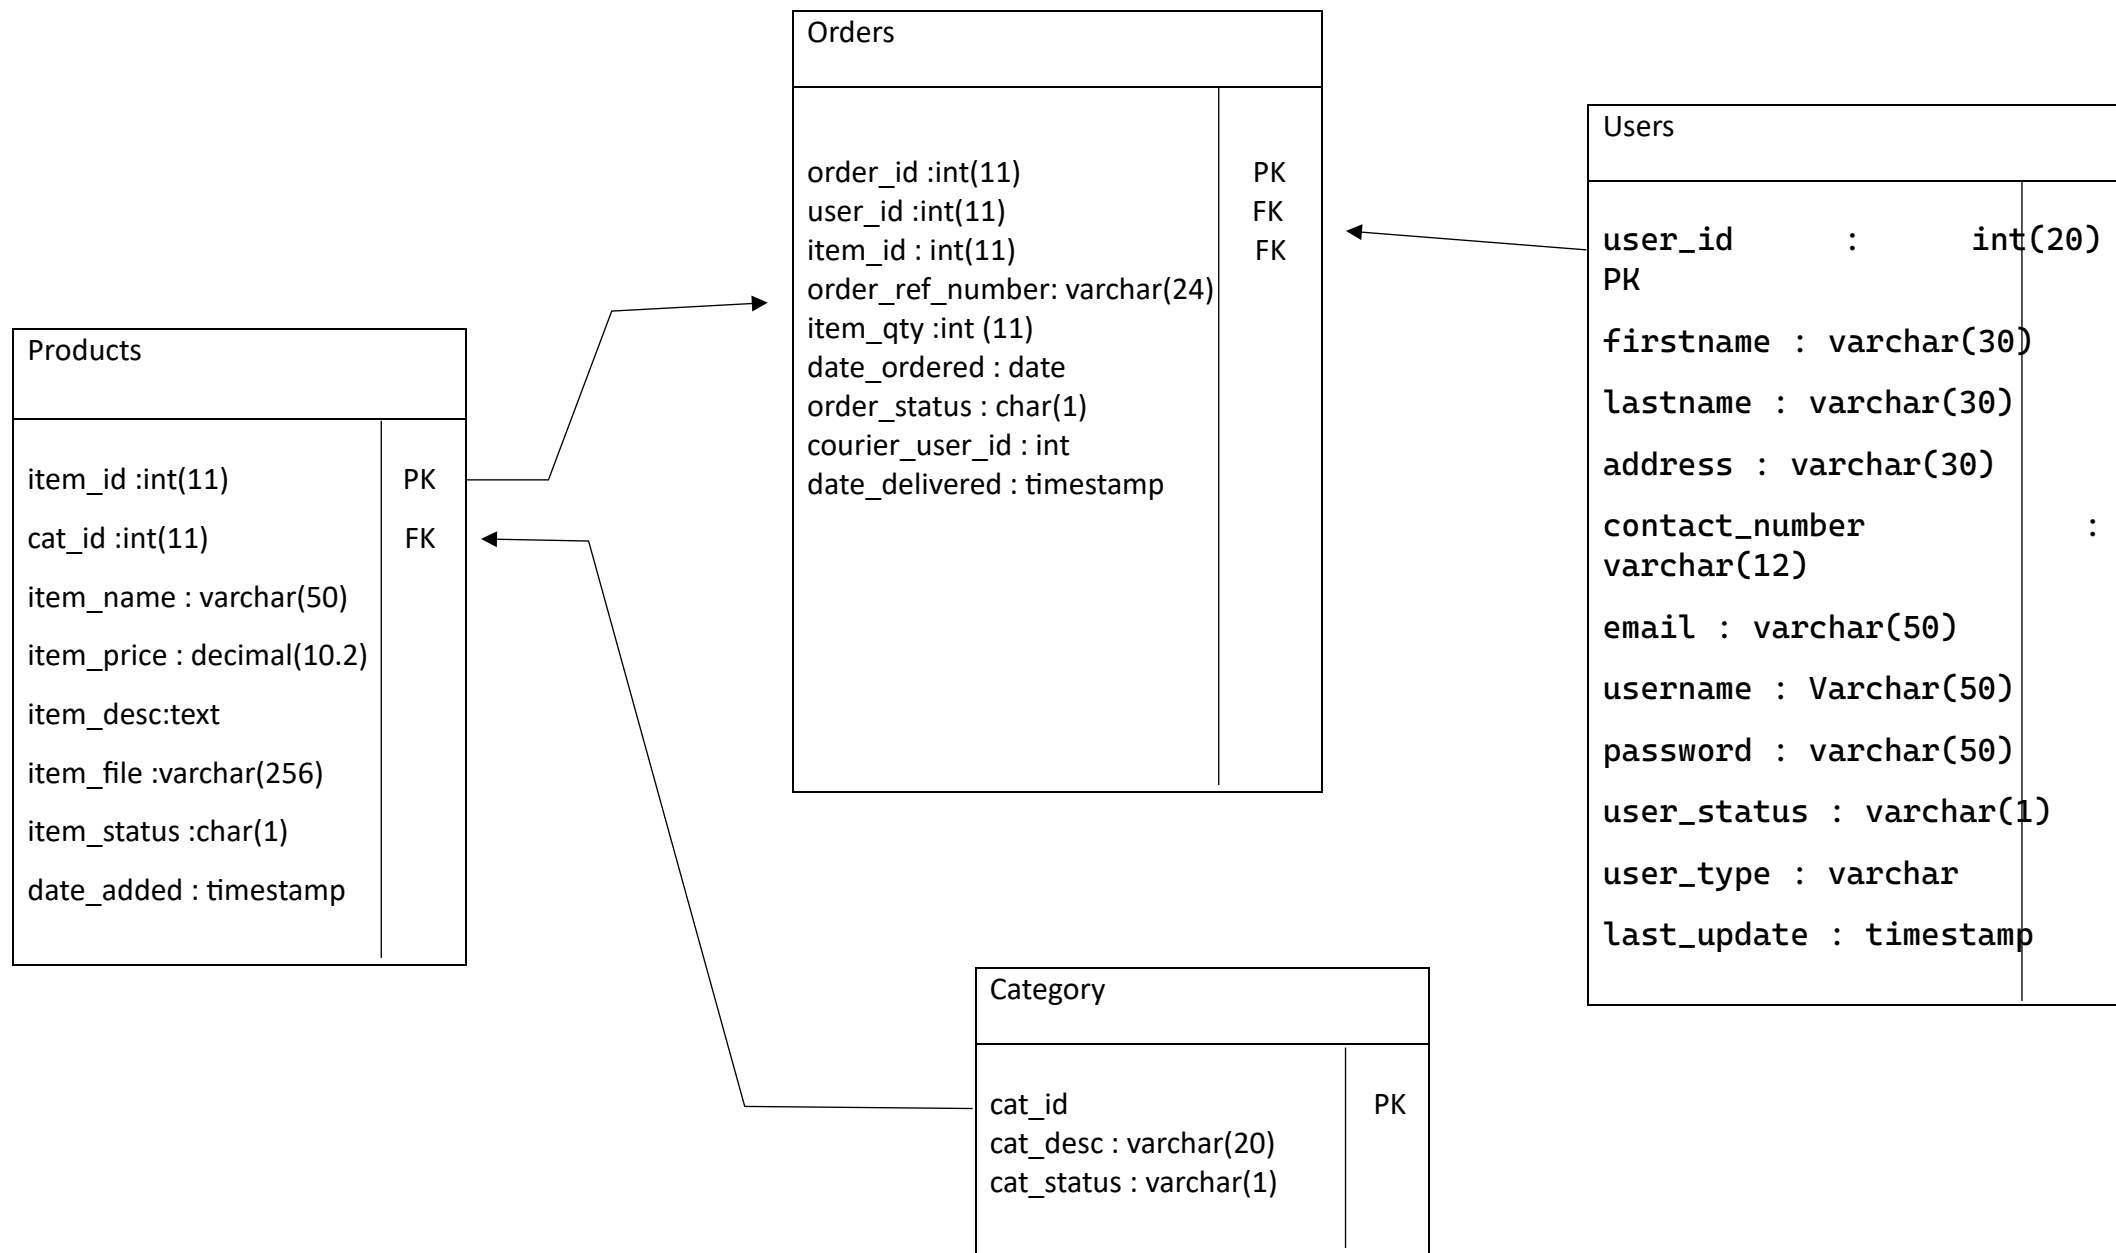 Orders
order_id :int(11) PK
user_id :int(11) FK
item_id : int(11) FK
order_ref_number: varchar(24)
item_qty :int (11)
date_ordered : date
order_status : char(1)
courier_user_id : int
date_delivered : timestamp
Users
user_id : int(20)
PK
firstname : varchar(30)
lastname : varchar(30)
address : varchar(30)
contact_number :
varchar(12)
email : varchar(50)
username : Varchar(50)
password : varchar(50)
user_status : varchar(1)
user_type : varchar
last_update : timestamp
Products
item_id :int(11) PK
cat_id :int(11) FK
item_name : varchar(50)
item_price : decimal(10.2)
item_desc:text
item_file :varchar(256)
item_status :char(1)
date_added : timestamp
Category
cat_id PK
cat_desc : varchar(20)
cat_status : varchar(1)